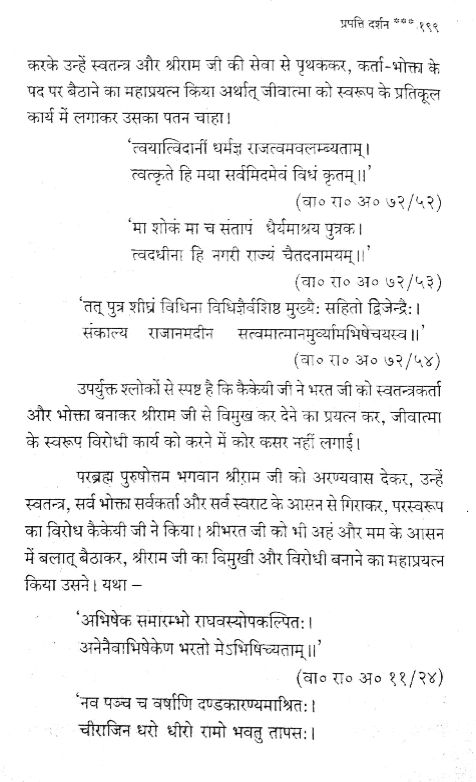 प्रपत्ति दर्शन *** १९९
करके उन्हें स्वतन्त्र और श्रीराम जी की सेवा से पृथककर, कर्ता-भोक्ता के
पद पर बैठाने का महाप्रयत्न किया अर्थात् जीवात्मा को स्वरूप के प्रतिकूल
कार्य में लगाकर उसका पतन चाहा।
‘त्वयात्विदानीं धर्मज्ञ राजत्वमवलम्ब्यताम्।
त्वत्कृते हि मया सर्वमिदमेवं विधं कृतम्॥’
(वा० रा० अ० ७२/५२)
‘मा शोकं मा च संतापं धैर्यमाश्रय पुत्रक।
त्वदधीना हि नगरी राज्यं चैतदनामयम्॥’
(वा० रा० अ० ७२/५३)
‘तत् पुत्र शीघ्रं विधिना विधिज्ञैर्वशिष्ठ मुख्यैः सहितो द्विजेन्द्रैः।
संकाल्य राजानमदीन सत्वमात्मानमुर्व्यामभिषेचयस्व॥’
(वा० रा० अ० ७२/५४)
उपर्युक्त श्लोकों से स्पष्ट है कि कैकेयी जी ने भरत जी को स्वतन्त्रकर्ता
और भोक्ता बनाकर श्रीराम जी से विमुख कर देने का प्रयत्न कर, जीवात्मा
के स्वरूप विरोधी कार्य को करने में कोर कसर नहीं लगाई।
परब्रह्म पुरुषोत्तम भगवान श्रीराम जी को अरण्यवास देकर, उन्हें
स्वतन्त्र, सर्व भोक्ता सर्वकर्ता और सर्व स्वराट के आसन से गिराकर, परस्वरूप
का विरोध कैकेयी जी ने किया। श्रीभरत जी को भी अहं और मम के आसन
में बलात् बैठाकर, श्रीराम जी का विमुखी और विरोधी बनाने का महाप्रयत्न
किया उसने। यथा –
‘अभिषेक समारम्भो राघवस्योपकल्पितः।
अनेनैवाभिषेकेण भरतो मेऽभिषिच्यताम्॥’
(वा० रा० अ० ११/२४)
‘नव पञ्च च वर्षाणि दण्डकारण्यमाश्रितः।
चीराजिन धरो धीरो रामो भवतु तापसः।